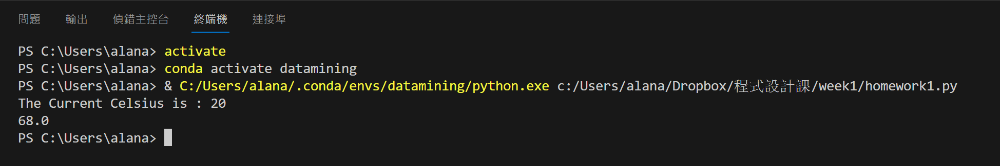 問題 輸出 偵錯主控台 終端機 連接埠
PS C:\Users\alana> activate
PS C:\Users\alana> conda activate datamining
PS C:\Users\alana> & C:/Users/alana/.conda/envs/datamining/python.exe c:/Users/alana/Dropbox/程式設計課/week1/homework1.py
The Current Celsius is : 20
68.0
PS C:\Users\alana>